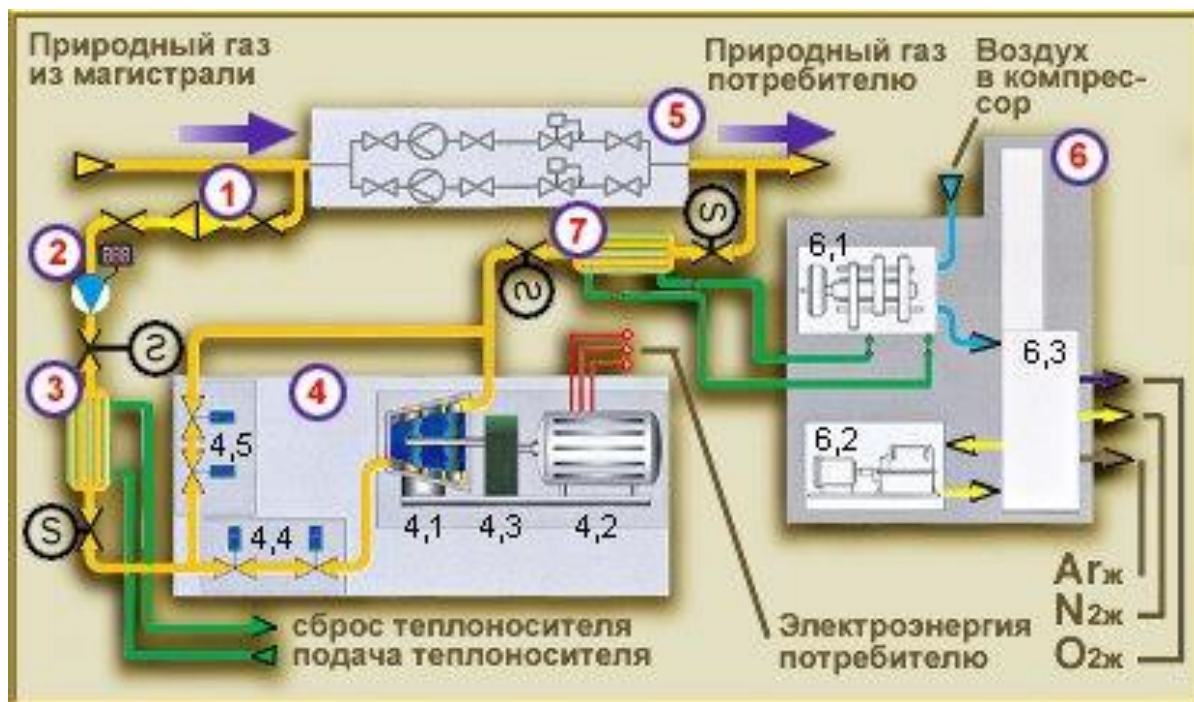 Природный газ
из магистрали
Природный газ
потребителю
Воздух
в компрес-
сор
5
6
1
7
2
6,1
S
S
S
3
4
6,3
4,5
6,2
S
4,4
4,1
4,3
4,2
Arж
сброс теплоносителя
Электроэнергия
N2ж
подача теплоносителя
потребителю
O2ж